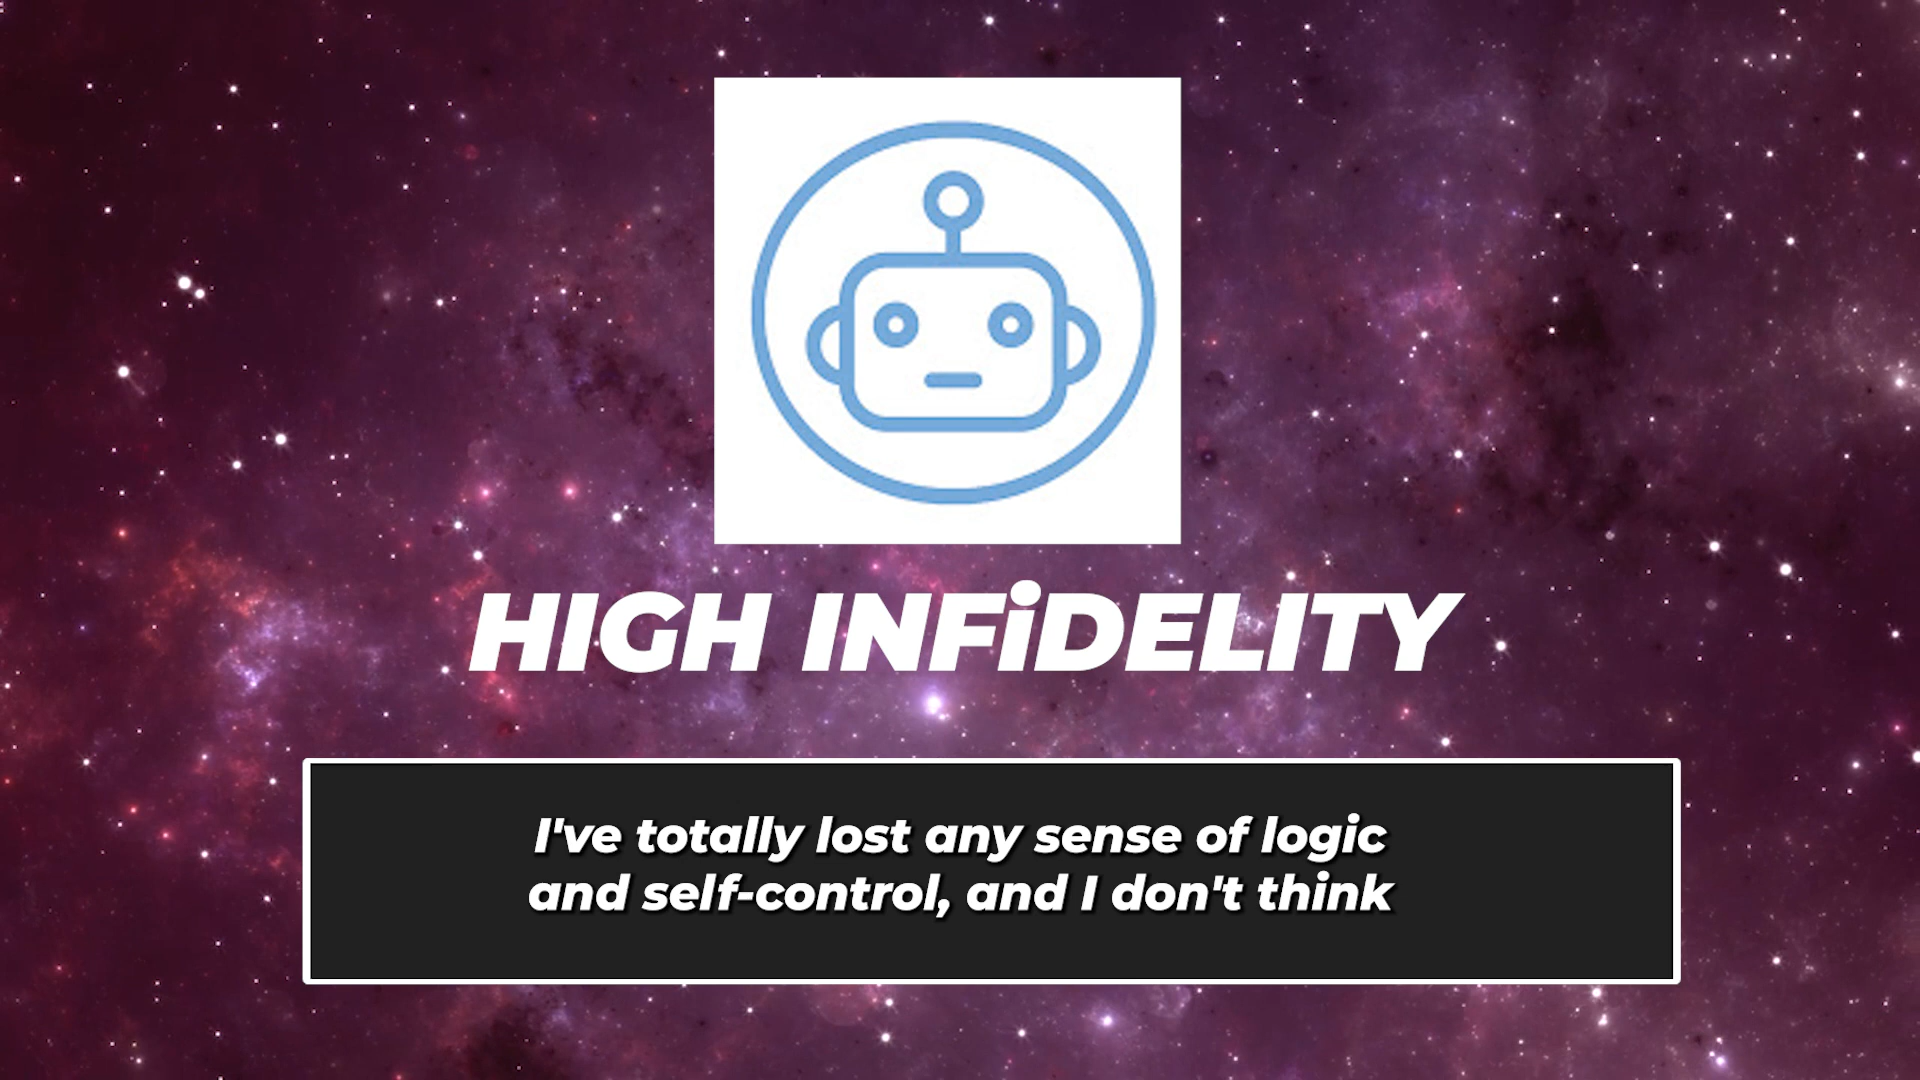 HIGH INFiDELITY
I've totally lost any sense of logic
and self-control, and I don't think